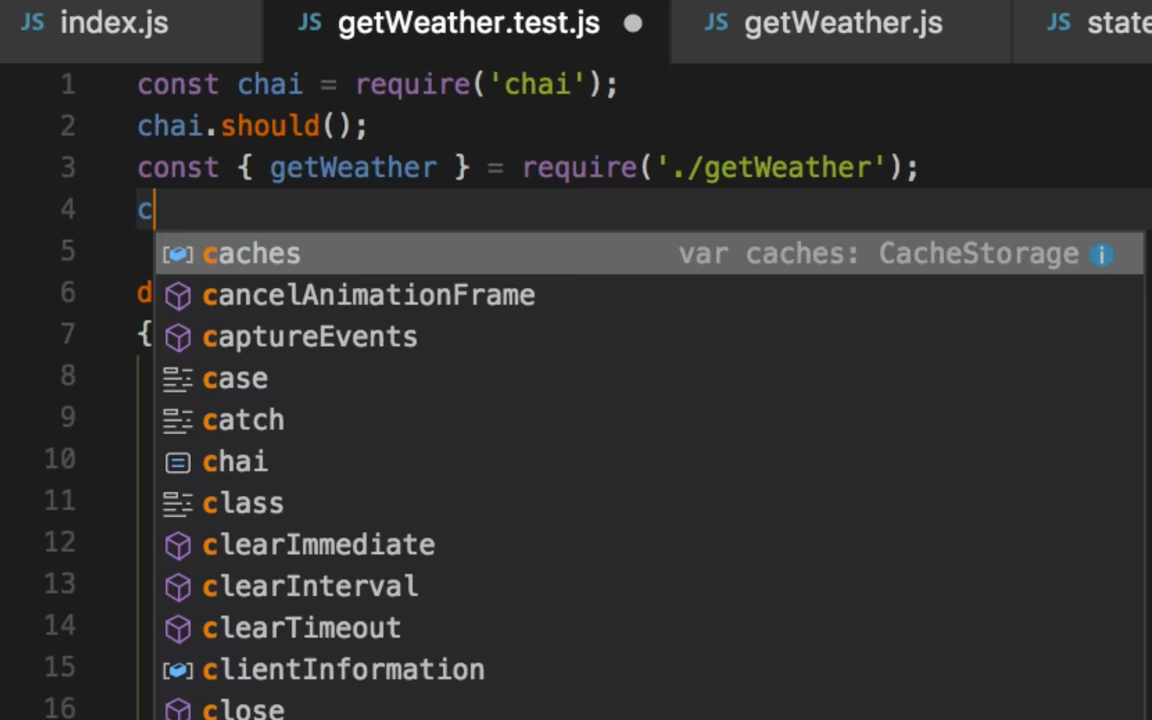 JS index.js JS getWeather.test.js JS getWeather.js JS state
1 const chai = require('chai');
2 chai.should();
3 const { getWeather } = require('./getWeather');
4 c
5 caches var caches: CacheStorage i
6 d cancelAnimationFrame
7 { captureEvents
8 case
9 catch
10 chai
11 class
12 clearImmediate
13 clearInterval
14 clearTimeout
15 clientInformation
16 close